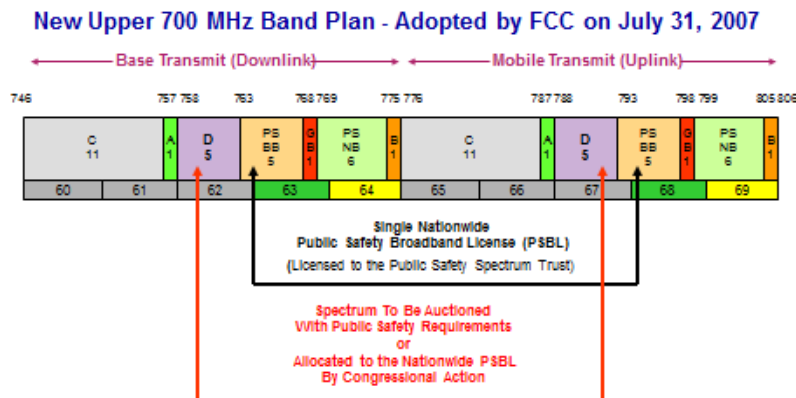 New Upper 700 MHz Band Plan - Adopted by FCC on July 31, 2007
Base Transmit (Downlink) Mobile Transmit (Uplink)
746 757 758 763 768 769 775 776 787 788 793 798 799 805 806
C A D PS G PS B C A D PS G PS B
11 1 5 BB B NB 1 11 1 5 BB B NB 1
5 1 6 5 1 6
60 61 62 63 64 65 66 67 68 69
Single Nationwide
Public Safety Broadband License (PSBL)
(Licensed to the Public Safety Spectrum Trust)
Spectrum To Be Auctioned
With Public Safety Requirements
or
Allocated to the Nationwide PSBL
By Congressional Action